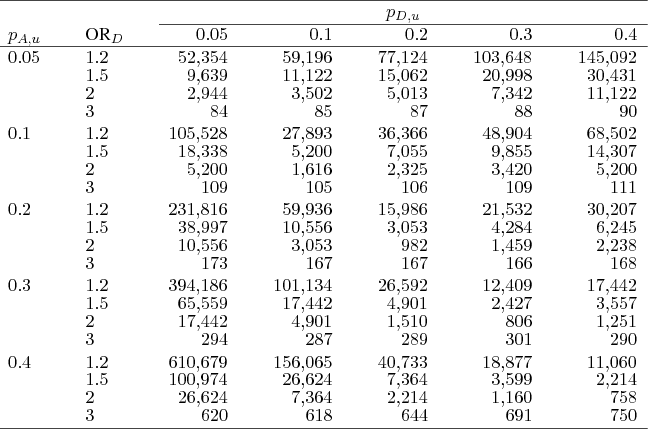 p_{D,u}
p_{A,u} OR_D 0.05 0.1 0.2 0.3 0.4
0.05 1.2 52,354 59,196 77,124 103,648 145,092
1.5 9,639 11,122 15,062 20,998 30,431
2 2,944 3,502 5,013 7,342 11,122
3 84 85 87 88 90
0.1 1.2 105,528 27,893 36,366 48,904 68,502
1.5 18,338 5,200 7,055 9,855 14,307
2 5,200 1,616 2,325 3,420 5,200
3 109 105 106 109 111
0.2 1.2 231,816 59,936 15,986 21,532 30,207
1.5 38,997 10,556 3,053 4,284 6,245
2 10,556 3,053 982 1,459 2,238
3 173 167 167 166 168
0.3 1.2 394,186 101,134 26,592 12,409 17,442
1.5 65,559 17,442 4,901 2,427 3,557
2 17,442 4,901 1,510 806 1,251
3 294 287 289 301 290
0.4 1.2 610,679 156,065 40,733 18,877 11,060
1.5 100,974 26,624 7,364 3,599 2,214
2 26,624 7,364 2,214 1,160 758
3 620 618 644 691 750